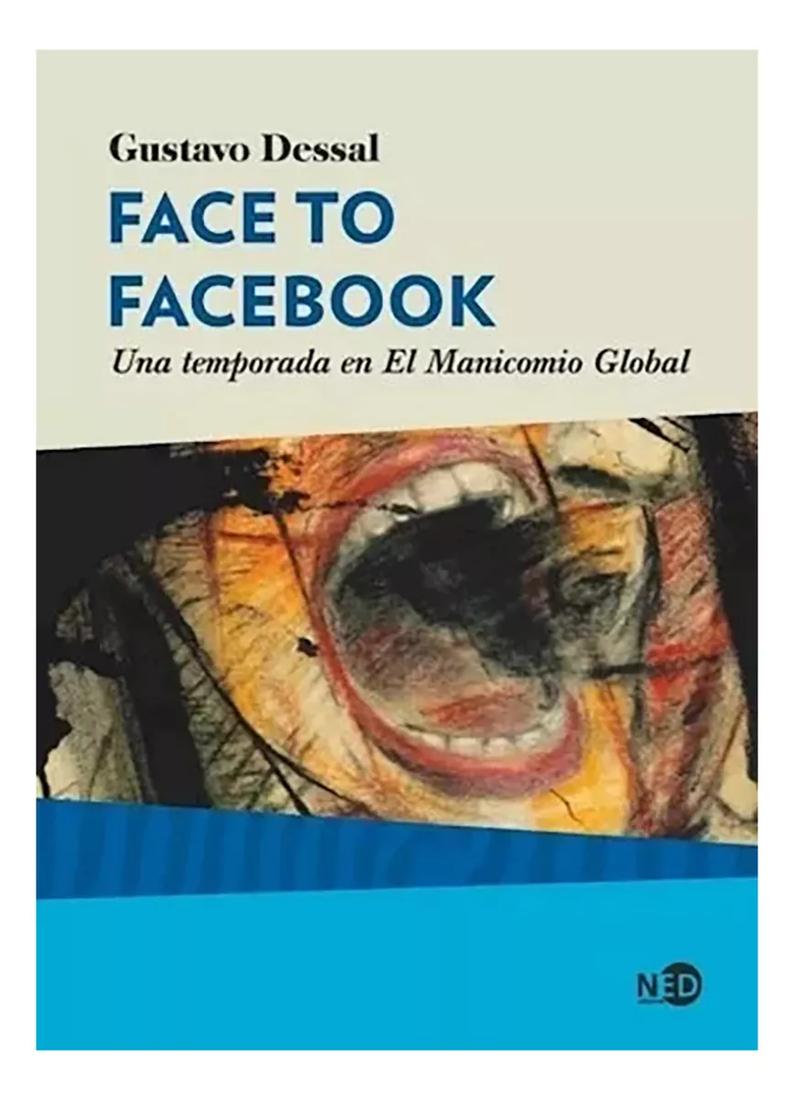 Gustavo Dessal
FACE TO
FACEBOOK
Una temporada en El Manicomio Global
NED